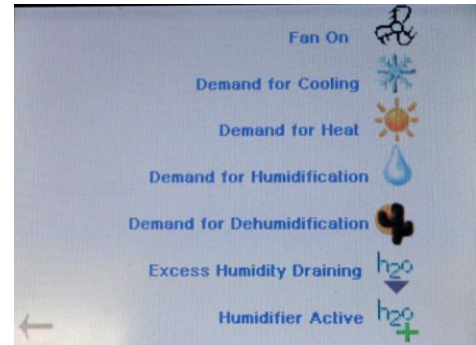 Fan On
Demand for Cooling
Demand for Heat
Demand for Humidification
Demand for Dehumidification
Excess Humidity Draining
h2o
Humidifier Active
h2o